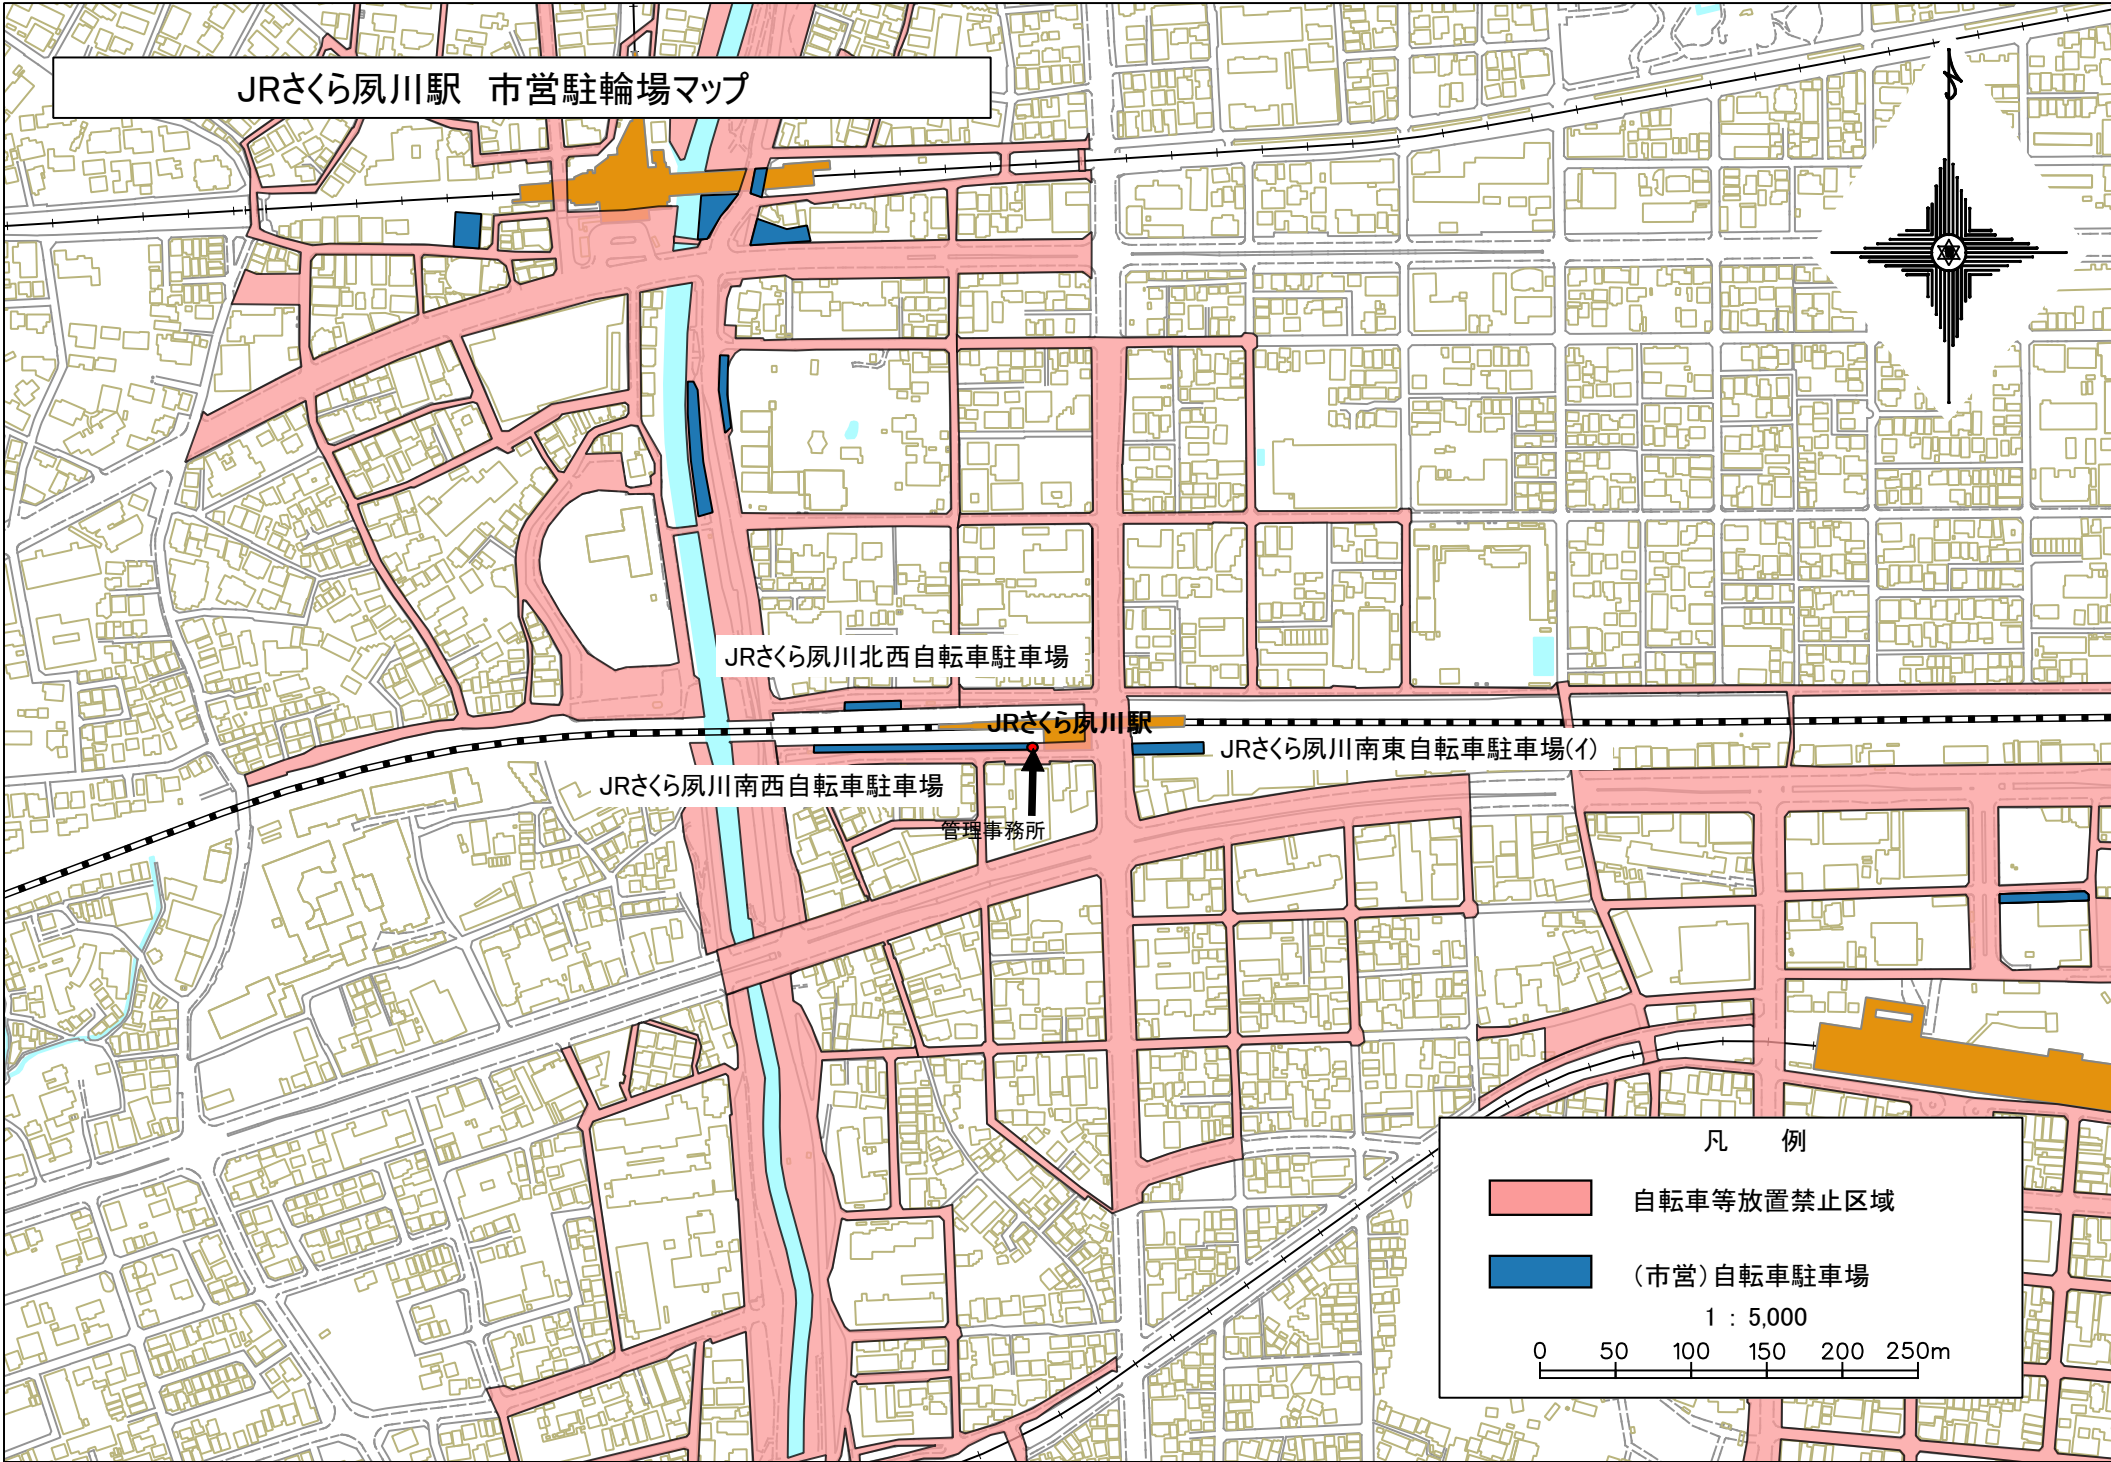 JRさくら夙川駅 市営駐輪場マップ
JRさくら夙川北西自転車駐車場
JRさくら夙川駅
JRさくら夙川南東自転車駐車場(イ)
JRさくら夙川南西自転車駐車場
管理事務所
凡 例
自転車等放置禁止区域
(市営)自転車駐車場
1 : 5,000
0 50 100 150 200 250m